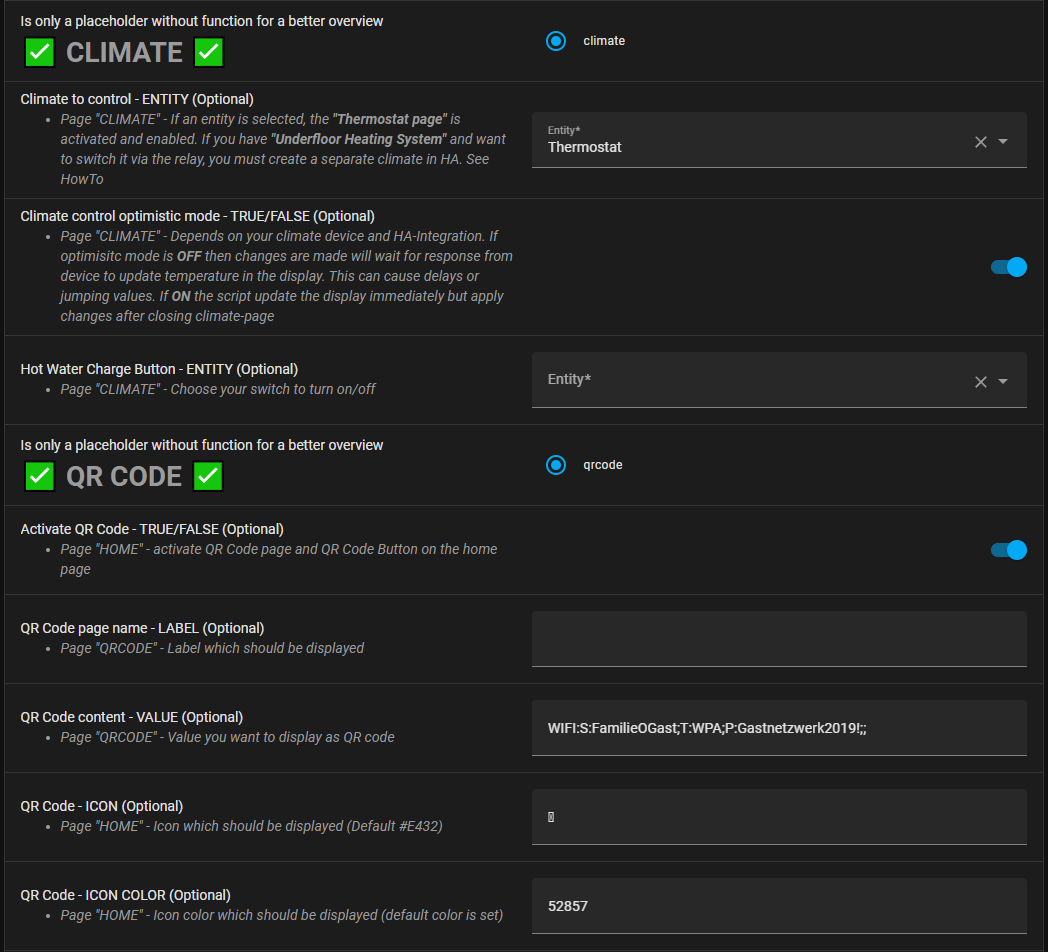 Is only a placeholder without function for a better overview
✅ CLIMATE ✅
climate
Climate to control - ENTITY (Optional)
• Page "CLIMATE" - If an entity is selected, the "Thermostat page" is
activated and enabled. If you have "Underfloor Heating System" and want
to switch it via the relay, you must create a separate climate in HA. See
HowTo
Entity*
Thermostat
Climate control optimistic mode - TRUE/FALSE (Optional)
• Page "CLIMATE" - Depends on your climate device and HA-Integration. If
optimisitc mode is OFF then changes are made will wait for response from
device to update temperature in the display. This can cause delays or
jumping values. If ON the script update the display immediately but apply
changes after closing climate-page
Hot Water Charge Button - ENTITY (Optional)
• Page "CLIMATE" - Choose your switch to turn on/off
Entity*
Is only a placeholder without function for a better overview
✅ QR CODE ✅
qrcode
Activate QR Code - TRUE/FALSE (Optional)
• Page "HOME" - activate QR Code page and QR Code Button on the home
page
QR Code page name - LABEL (Optional)
• Page "QRCODE" - Label which should be displayed
QR Code content - VALUE (Optional)
• Page "QRCODE" - Value you want to display as QR code
WIFI:S:FamilieOGast;T:WPA;P:Gastnetzwerk2019!;;
QR Code - ICON (Optional)
• Page "HOME" - Icon which should be displayed (Default #E432)
QR Code - ICON COLOR (Optional)
• Page "HOME" - Icon color which should be displayed (default color is set)
52857